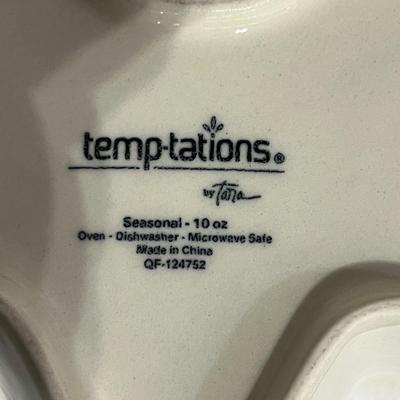 temp-tations®
by Tara
Seasonal - 10 oz
Oven - Dishwasher - Microwave Safe
Made in China
QF-124752